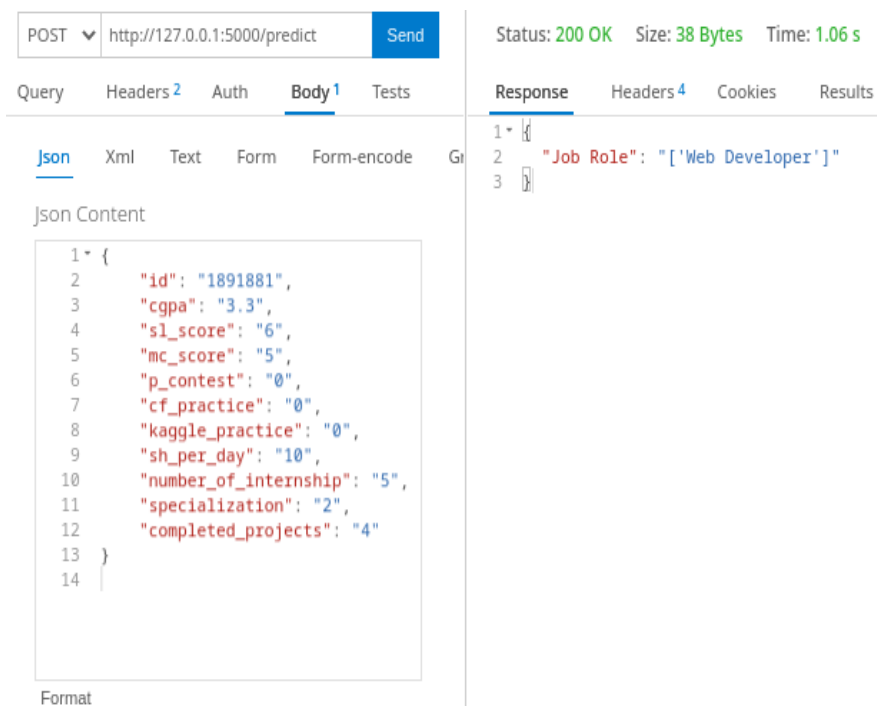 POST http://127.0.0.1:5000/predict Send
Query Headers 2 Auth Body 1 Tests
Json Xml Text Form Form-encode
Json Content
1 {
2 "id": "1891881",
3 "cgpa": "3.3",
4 "sl_score": "6",
5 "mc_score": "5",
6 "p_contest": "0",
7 "cf_practice": "0",
8 "kaggle_practice": "0",
9 "sh_per_day": "10",
10 "number_of_internship": "5",
11 "specialization": "2",
12 "completed_projects": "4"
13 }
14
Format
Status: 200 OK Size: 38 Bytes Time: 1.06 s
Response Headers 4 Cookies Results
1 {
2 "Job Role": "['Web Developer']"
3 }